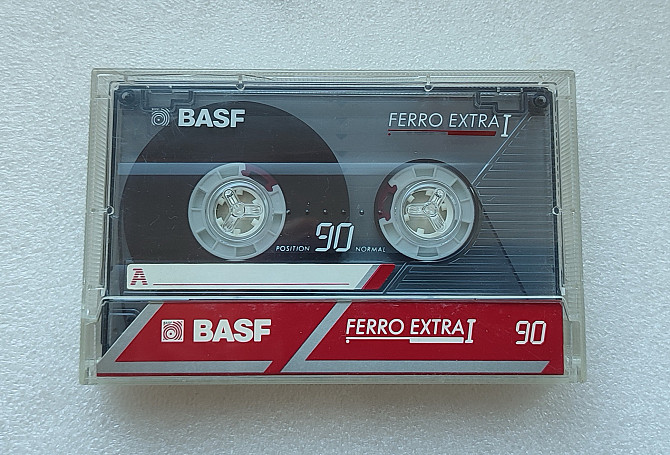 BASF
FERRO EXTRA I
POSITION 90 NORMAL
A
BASF FERRO EXTRA I 90